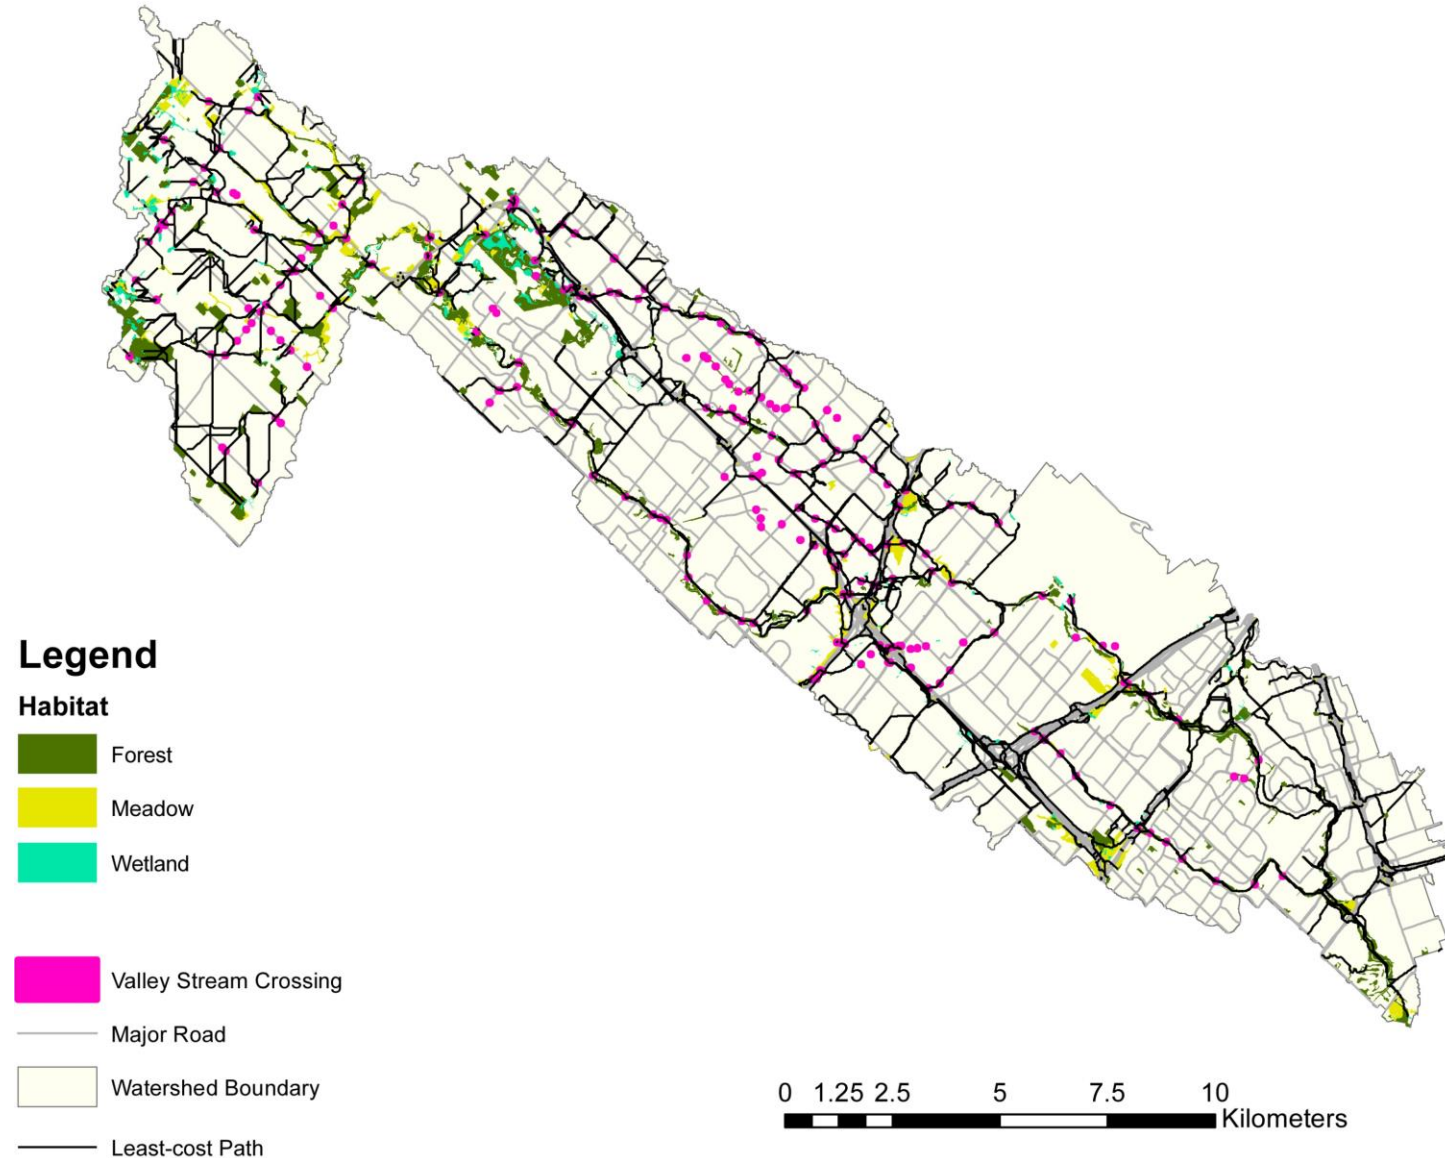 Legend
Habitat
Forest
Meadow
Wetland
Valley Stream Crossing
Major Road
Watershed Boundary
Least-cost Path
0 1.25 2.5 5 7.5 10
Kilometers